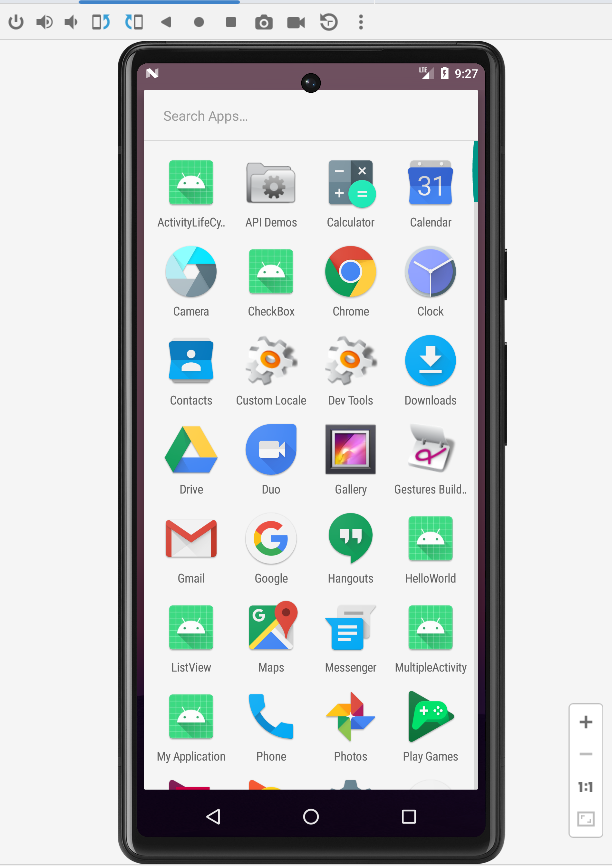 LTE 9:27
Search Apps...
ActivityLifeCy.. API Demos Calculator Calendar
31
Camera CheckBox Chrome Clock
Contacts Custom Locale Dev Tools Downloads
Drive Duo Gallery Gestures Build..
Gmail Google Hangouts HelloWorld
ListView Maps Messenger MultipleActivity
My Application Phone Photos Play Games
1:1